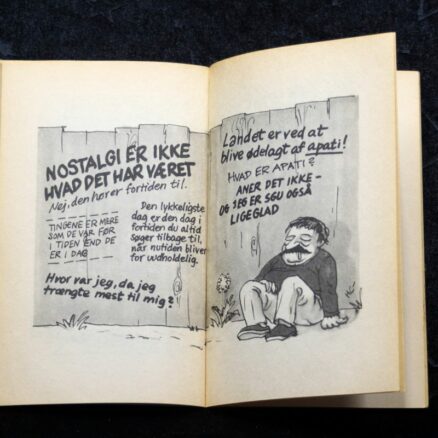 NOSTALGI ER IKKE
HVAD DET HAR VÆRET
Nej, den hører fortiden til.
TINGENE ER MERE
SOM DE VAR FØR
I TIDEN END DE
ER I DAG
Den lykkeligste
dag er den dag i
fortiden du altid
søger tilbage til,
når nutiden bliver
for uudholdelig.
Hvor var jeg, da jeg
trængte mest til mig?
Landet er ved at
blive ødelagt af apati!
HVAD ER APATI?
ANER DET IKKE -
OG JEG ER SGU OGSÅ
LIGEGLAD